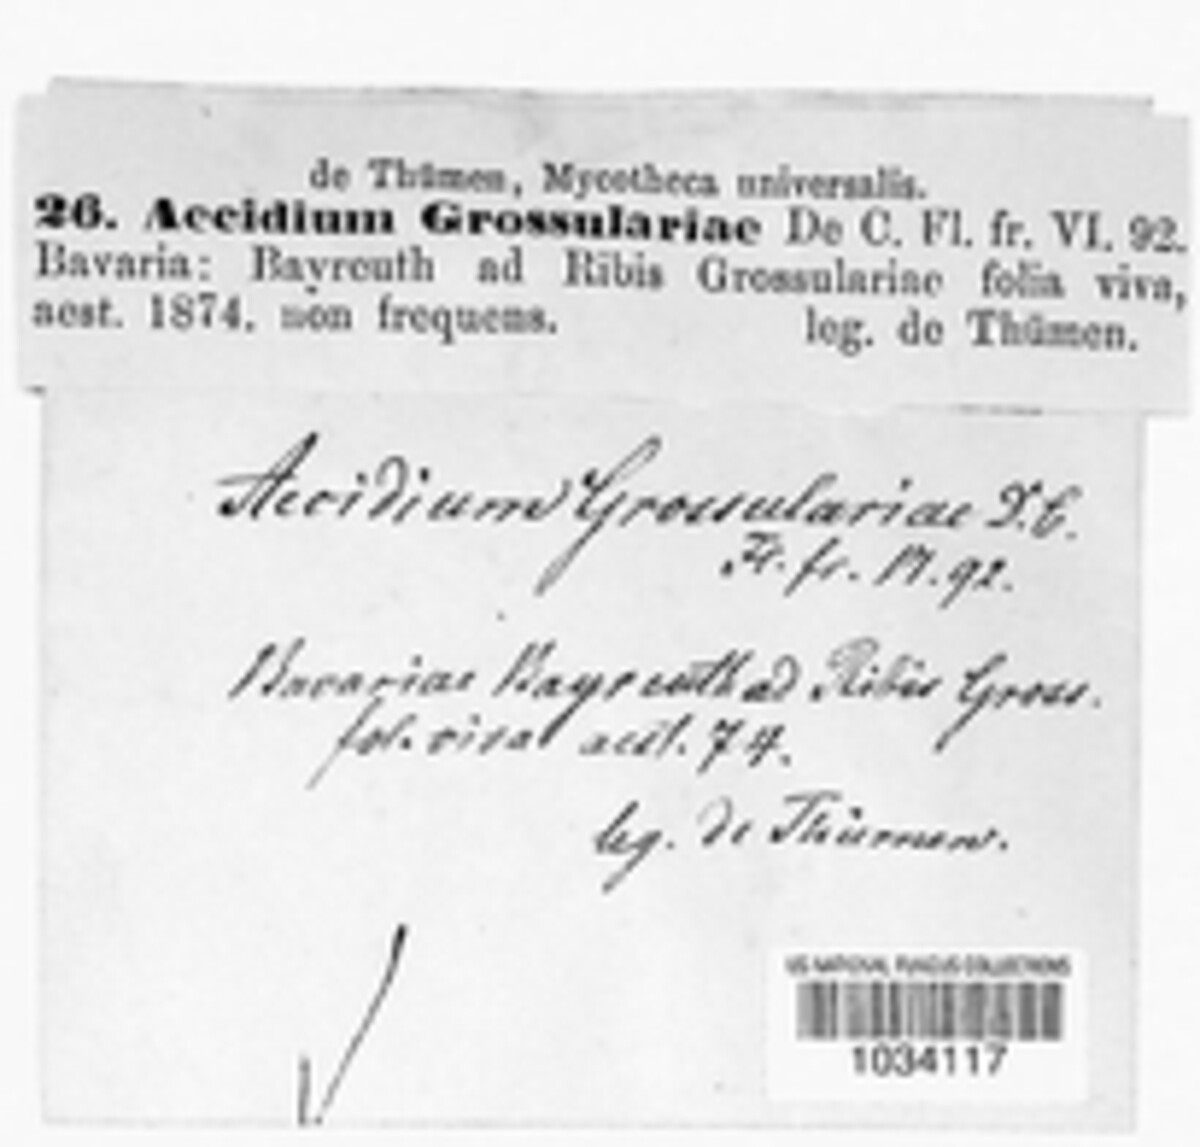 de Thümen, Mycotheca universalis.
26. Aecidium Grossulariae De C. Fl. fr. VI. 92.
Bavaria: Bayreuth ad Ribis Grossulariae folia viva,
aest. 1874. non frequens. leg. de Thümen.
Aecidium Grossulariae D.C.
Fl. fr. VI. 92.
Bavariae Bayreuth ad Ribis Gross.
fol. viva aest. 74.
leg. de Thümen.
US NATIONAL FUNGUS COLLECTIONS
1034117